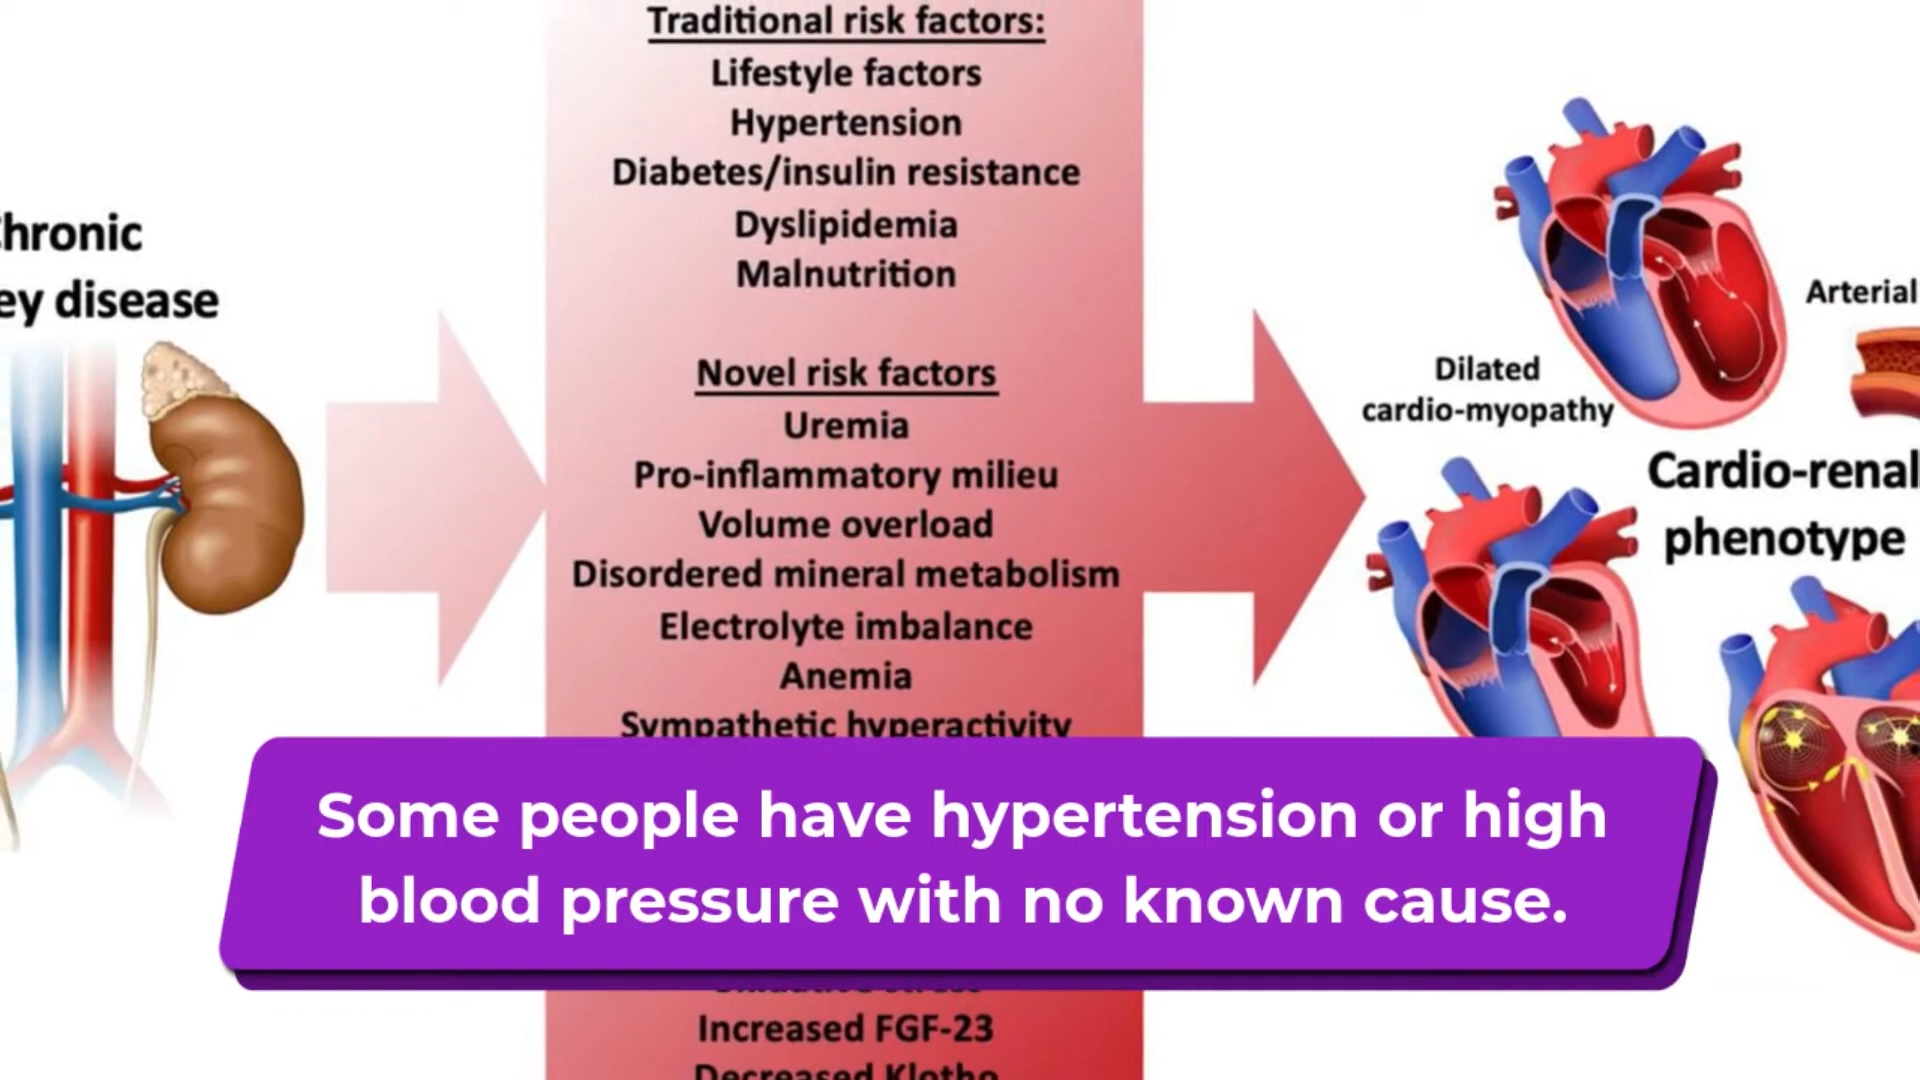 Traditional risk factors:
Lifestyle factors
Hypertension
Diabetes/insulin resistance
Dyslipidemia
Malnutrition
Novel risk factors
Uremia
Pro-inflammatory milieu
Volume overload
Disordered mineral metabolism
Electrolyte imbalance
Anemia
Sympathetic hyperactivity
Increased FGF-23
Decreased Klotho
hronic
ey disease
Dilated
cardio-myopathy
Arterial
Cardio-renal
phenotype
Some people have hypertension or high
blood pressure with no known cause.